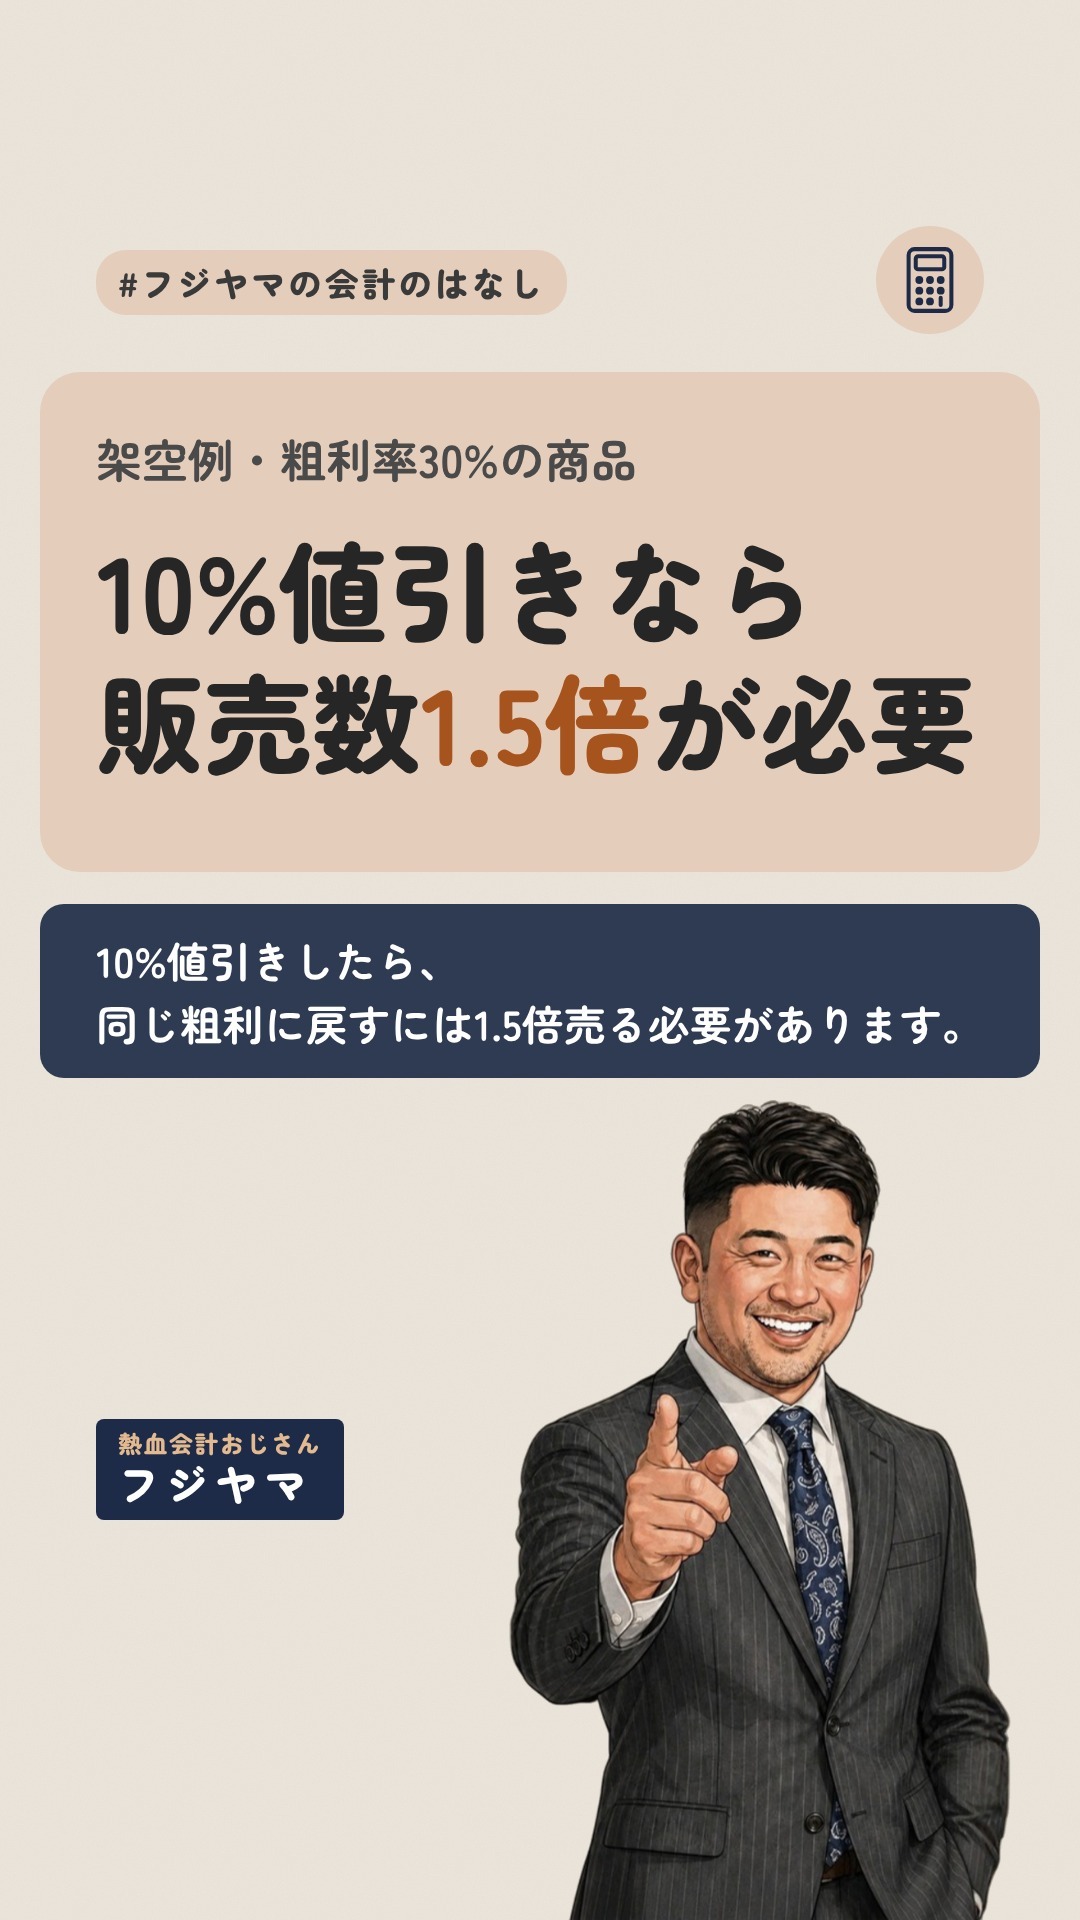 #フジヤマの会計のはなし
架空例・粗利率30%の商品
10%値引きなら
販売数1.5倍が必要
10%値引きしたら、
同じ粗利に戻すには1.5倍売る必要があります。
熱血会計おじさん
フジヤマ